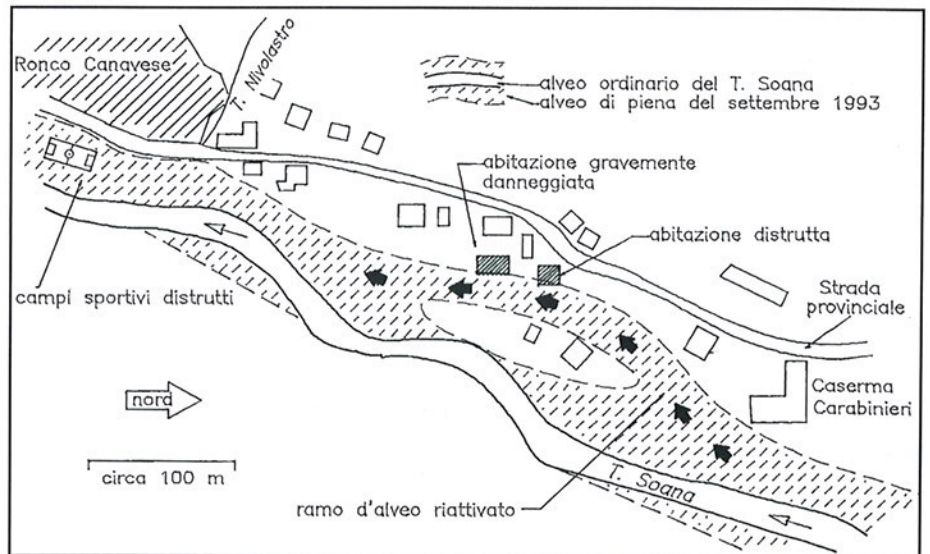 Ronco Canavese
T. Nivolastro
alveo ordinario del T. Soana
alveo di piena del settembre 1993
abitazione gravemente
danneggiata
abitazione distrutta
campi sportivi distrutti
Strada
provinciale
nord
Caserma
Carabinieri
circa 100 m
T. Soana
ramo d'alveo riattivato